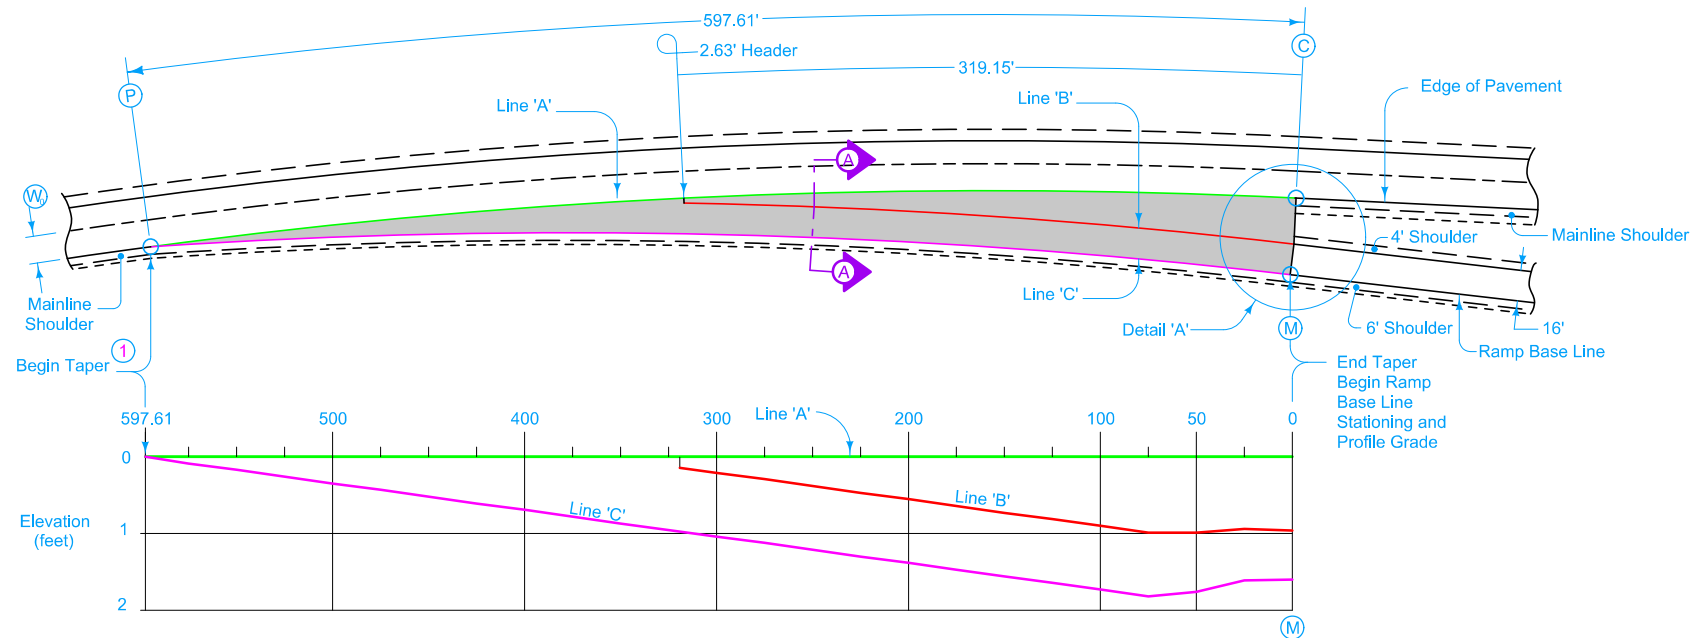 597.61'
C
2.63' Header
319.15'
P
Edge of Pavement
Line 'A'
Line 'B'
A
W₀
4' Shoulder
Mainline Shoulder
A
Line 'C'
Mainline
Shoulder
Detail 'A'
M
6' Shoulder
16'
Ramp Base Line
1
Begin Taper
End Taper
Begin Ramp
Base Line
Stationing and
Profile Grade
597.61
500
400
300
Line 'A'
200
100
50
0
0
Line 'C'
Line 'B'
Elevation
(feet)
1
2
M